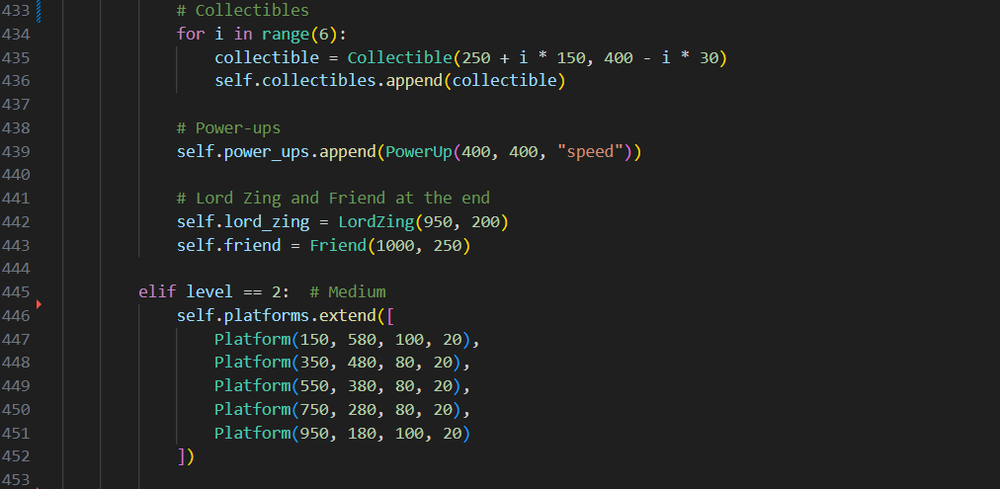 433 # Collectibles
434 for i in range(6):
435 collectible = Collectible(250 + i * 150, 400 - i * 30)
436 self.collectibles.append(collectible)
437
438 # Power-ups
439 self.power_ups.append(PowerUp(400, 400, "speed"))
440
441 # Lord Zing and Friend at the end
442 self.lord_zing = LordZing(950, 200)
443 self.friend = Friend(1000, 250)
444
445 elif level == 2:  # Medium
446 self.platforms.extend([
447 Platform(150, 580, 100, 20),
448 Platform(350, 480, 80, 20),
449 Platform(550, 380, 80, 20),
450 Platform(750, 280, 80, 20),
451 Platform(950, 180, 100, 20)
452 ])
453